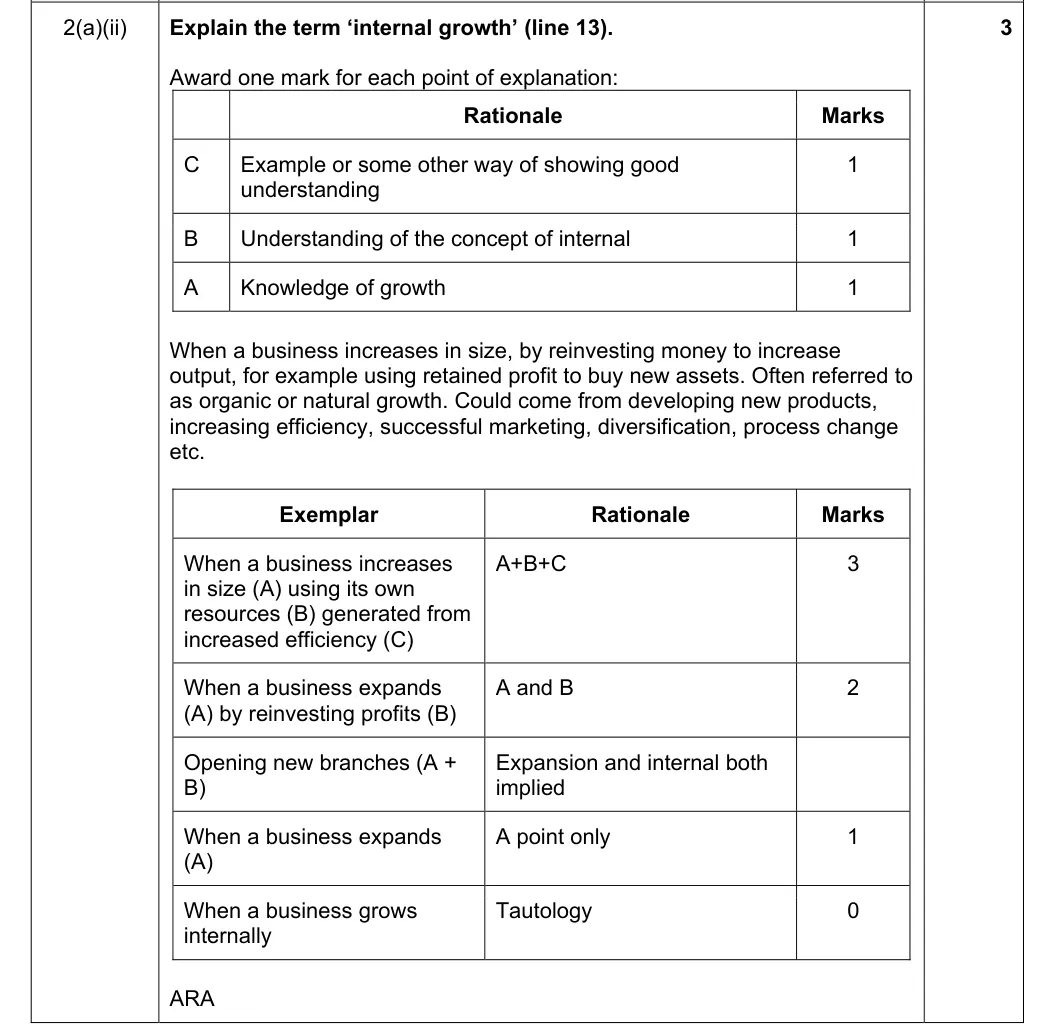 2(a)(ii)
Explain the term ‘internal growth’ (line 13).
3
Award one mark for each point of explanation:
Rationale
Marks
C
Example or some other way of showing good
understanding
1
B
Understanding of the concept of internal
1
A
Knowledge of growth
1
When a business increases in size, by reinvesting money to increase
output, for example using retained profit to buy new assets. Often referred to
as organic or natural growth. Could come from developing new products,
increasing efficiency, successful marketing, diversification, process change
etc.
Exemplar
Rationale
Marks
When a business increases
in size (A) using its own
resources (B) generated from
increased efficiency (C)
A+B+C
3
When a business expands
(A) by reinvesting profits (B)
A and B
2
Opening new branches (A +
B)
Expansion and internal both
implied
When a business expands
(A)
A point only
1
When a business grows
internally
Tautology
0
ARA